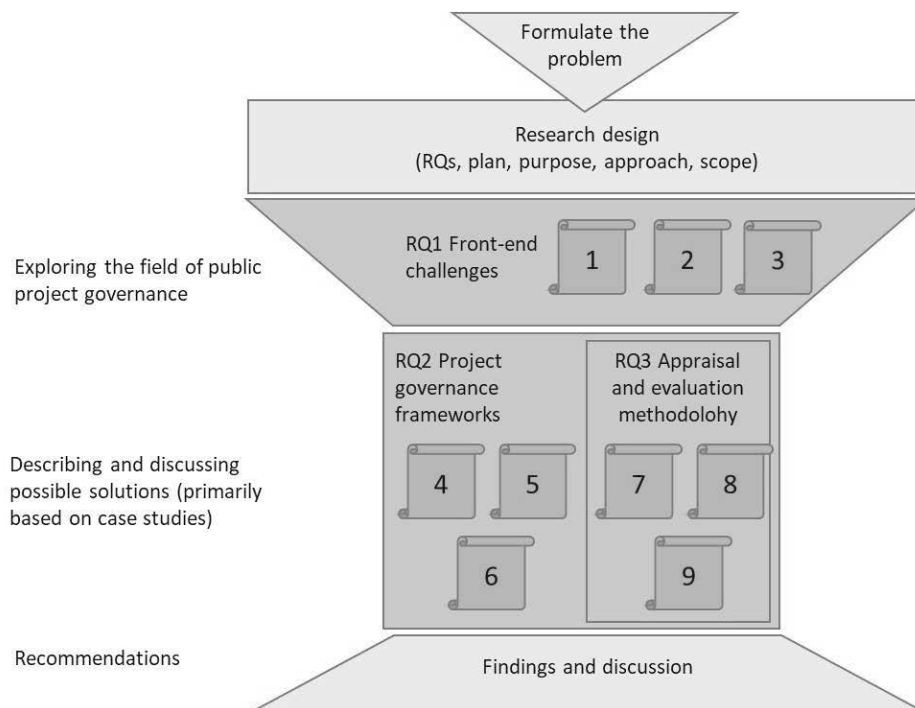 Formulate the
problem
Research design
(RQs, plan, purpose, approach, scope)
Exploring the field of public
project governance
RQ1 Front-end
challenges
1
2
3
RQ2 Project
governance
frameworks
RQ3 Appraisal
and evaluation
methodolohy
Describing and discussing
possible solutions (primarily
based on case studies)
4
5
7
8
6
9
Recommendations
Findings and discussion